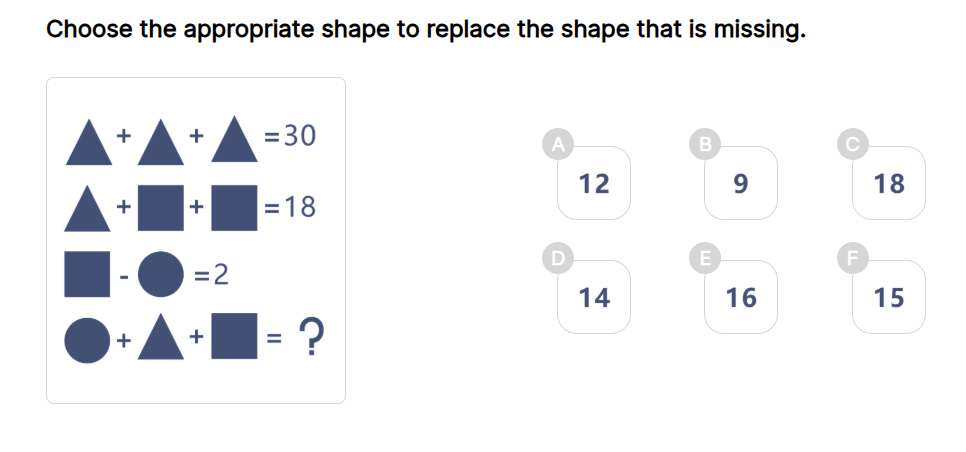 Choose the appropriate shape to replace the shape that is missing.
+ + =30
+ + =18
- =2
+ + = ?
A B C
12 9 18
D E F
14 16 15